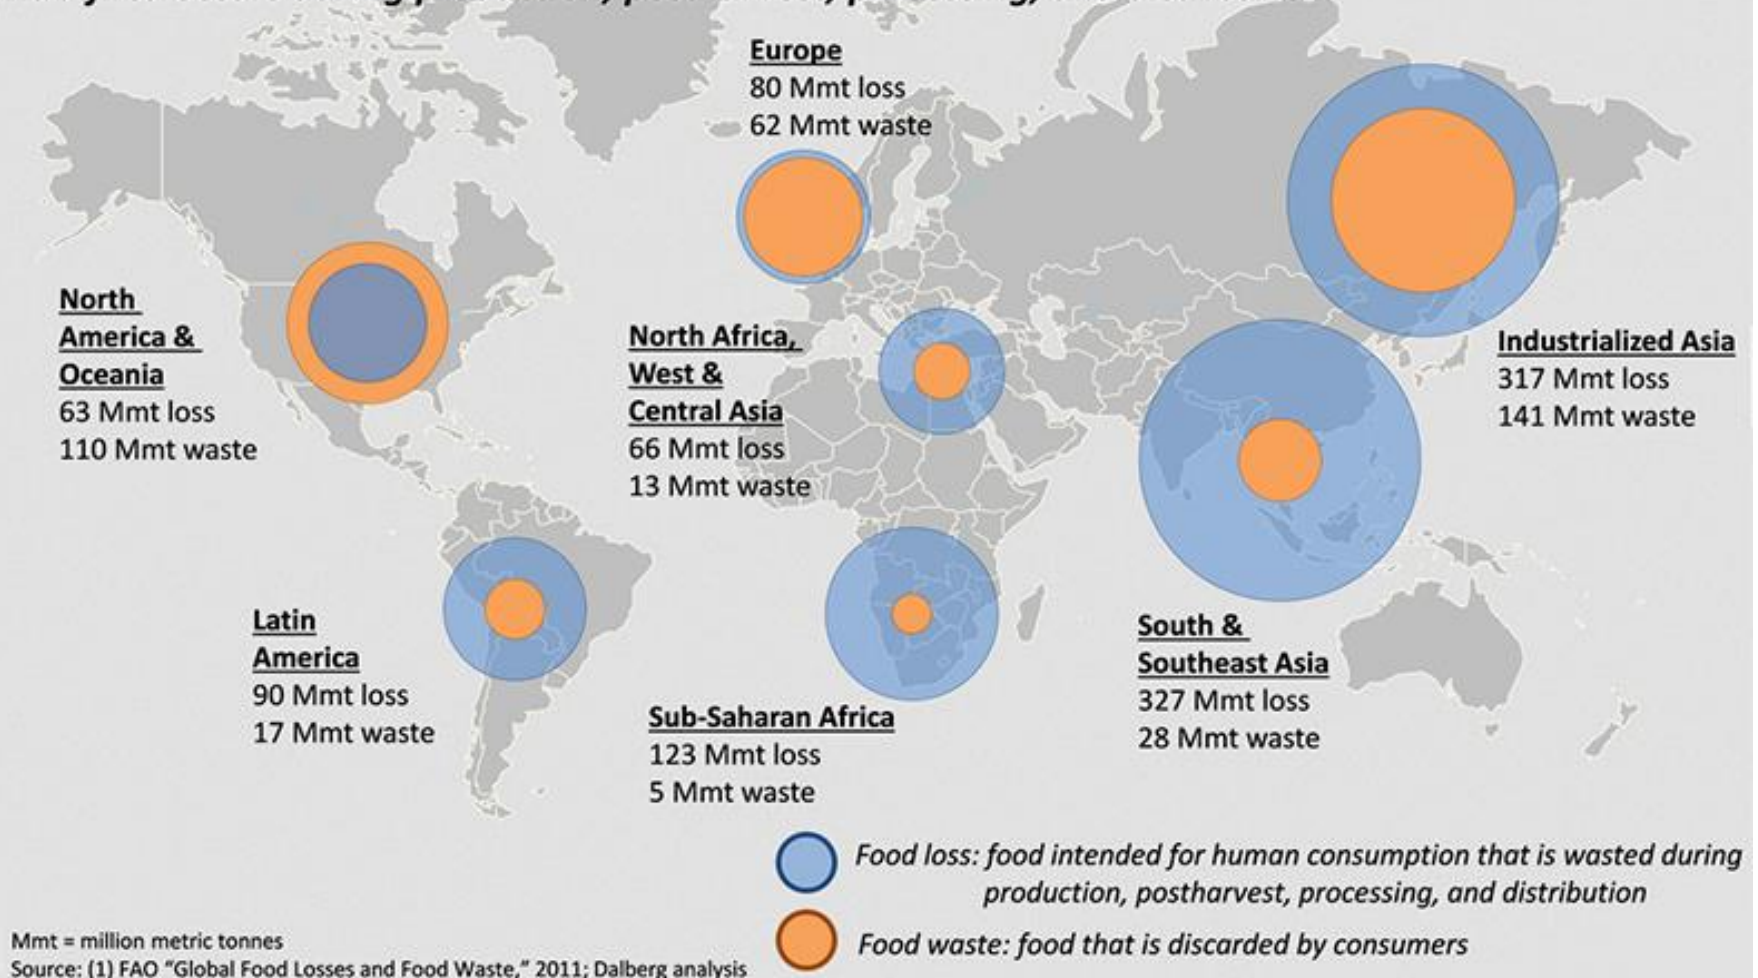 Europe
80 Mmt loss
62 Mmt waste
North
America &
Oceania
63 Mmt loss
110 Mmt waste
North Africa,
West &
Central Asia
66 Mmt loss
13 Mmt waste
Industrialized Asia
317 Mmt loss
141 Mmt waste
Latin
America
90 Mmt loss
17 Mmt waste
Sub-Saharan Africa
123 Mmt loss
5 Mmt waste
South &
Southeast Asia
327 Mmt loss
28 Mmt waste
Food loss: food intended for human consumption that is wasted during
production, postharvest, processing, and distribution
Food waste: food that is discarded by consumers
Mmt = million metric tonnes
Source: (1) FAO “Global Food Losses and Food Waste,” 2011; Dalberg analysis